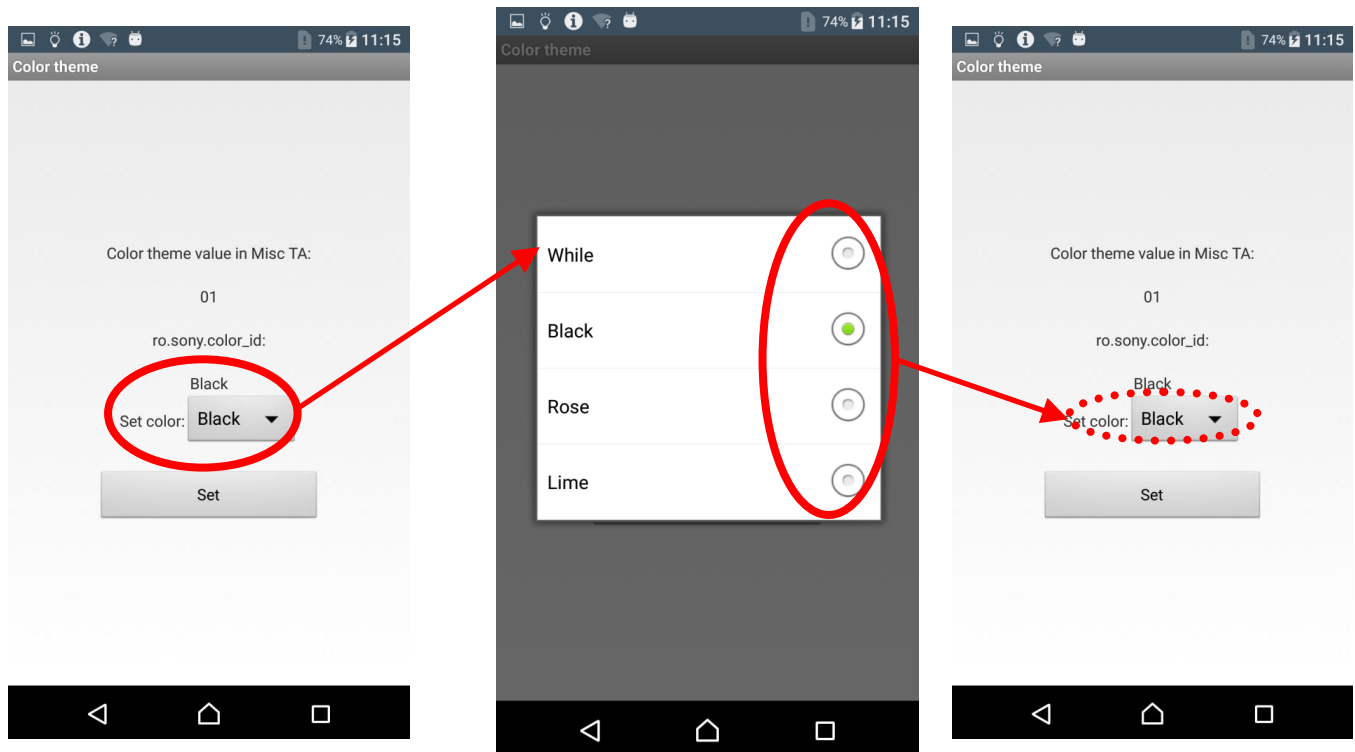 74% 11:15
Color theme
Color theme value in Misc TA:
01
ro.sony.color_id:
Black
Set color: Black
Set
74% 11:15
Color theme
While
Black
Rose
Lime
74% 11:15
Color theme
Color theme value in Misc TA:
01
ro.sony.color_id:
Black
Set color: Black
Set